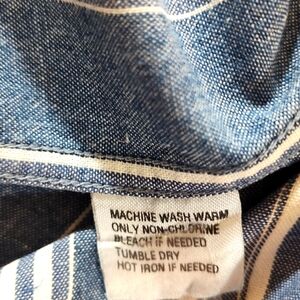 MACHINE WASH WARM
ONLY NON-CHLORINE
BLEACH IF NEEDED
TUMBLE DRY
HOT IRON IF NEEDED